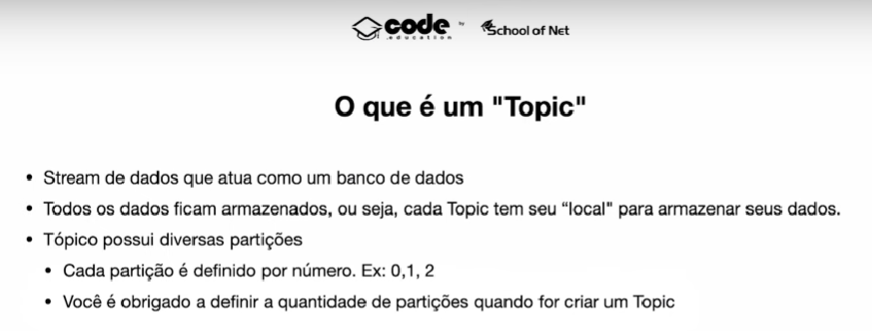 code
.education
by
School of Net
O que é um "Topic"
• Stream de dados que atua como um banco de dados
• Todos os dados ficam armazenados, ou seja, cada Topic tem seu “local" para armazenar seus dados.
• Tópico possui diversas partições
• Cada partição é definido por número. Ex: 0,1, 2
• Você é obrigado a definir a quantidade de partições quando for criar um Topic